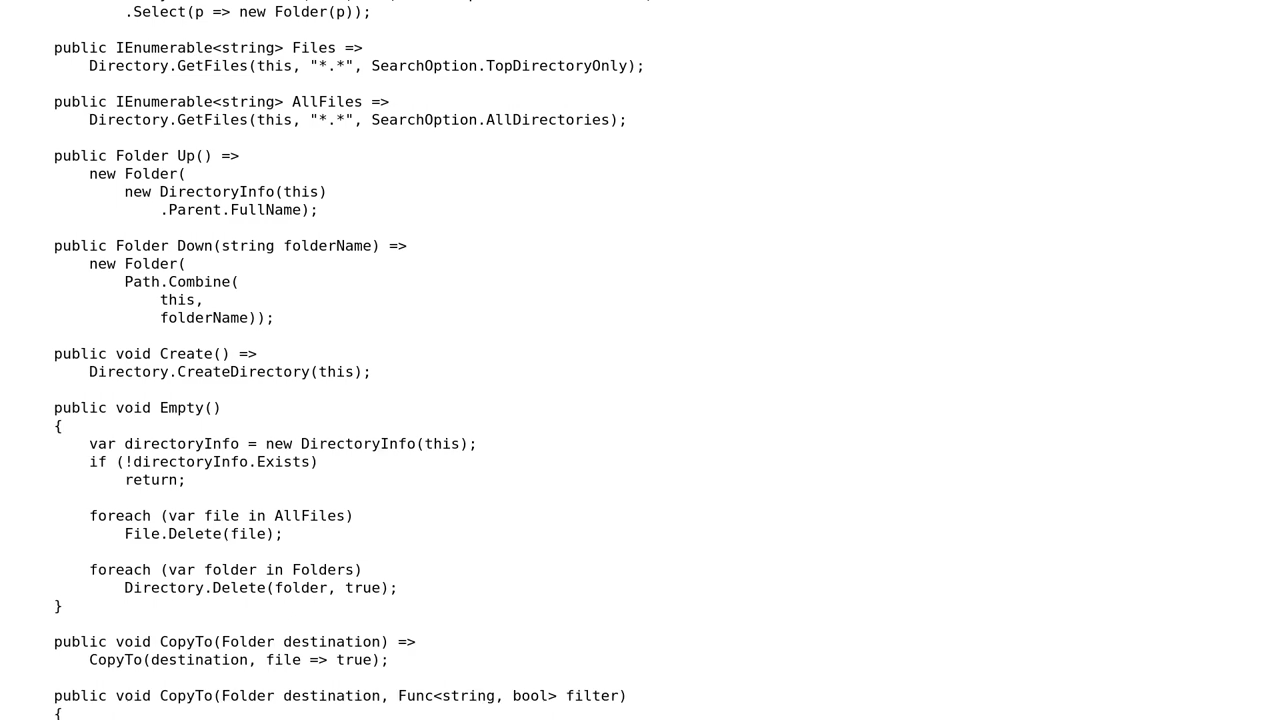 .Select(p => new Folder(p));
public IEnumerable<string> Files =>
Directory.GetFiles(this, "*.*", SearchOption.TopDirectoryOnly);
public IEnumerable<string> AllFiles =>
Directory.GetFiles(this, "*.*", SearchOption.AllDirectories);
public Folder Up() =>
new Folder(
new DirectoryInfo(this)
.Parent.FullName);
public Folder Down(string folderName) =>
new Folder(
Path.Combine(
this,
folderName));
public void Create() =>
Directory.CreateDirectory(this);
public void Empty()
{
var directoryInfo = new DirectoryInfo(this);
if (!directoryInfo.Exists)
return;
foreach (var file in AllFiles)
File.Delete(file);
foreach (var folder in Folders)
Directory.Delete(folder, true);
}
public void CopyTo(Folder destination) =>
CopyTo(destination, file => true);
public void CopyTo(Folder destination, Func<string, bool> filter)
{